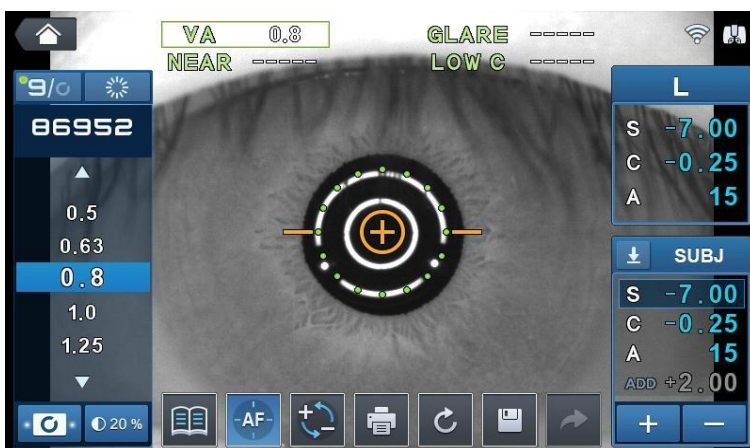 VA 0.8 GLARE -----
NEAR ----- LOW C -----
9/
86952
0.5
0.63
0.8
1.0
1.25
20 %
L
S -7.00
C -0.25
A 15
SUBJ
S -7.00
C -0.25
A 15
ADD +2.00
AF
+ −
+ −